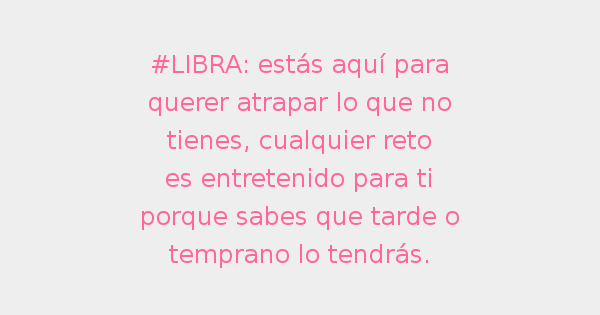 #LIBRA: estás aquí para
querer atrapar lo que no
tienes, cualquier reto
es entretenido para ti
porque sabes que tarde o
temprano lo tendrás.